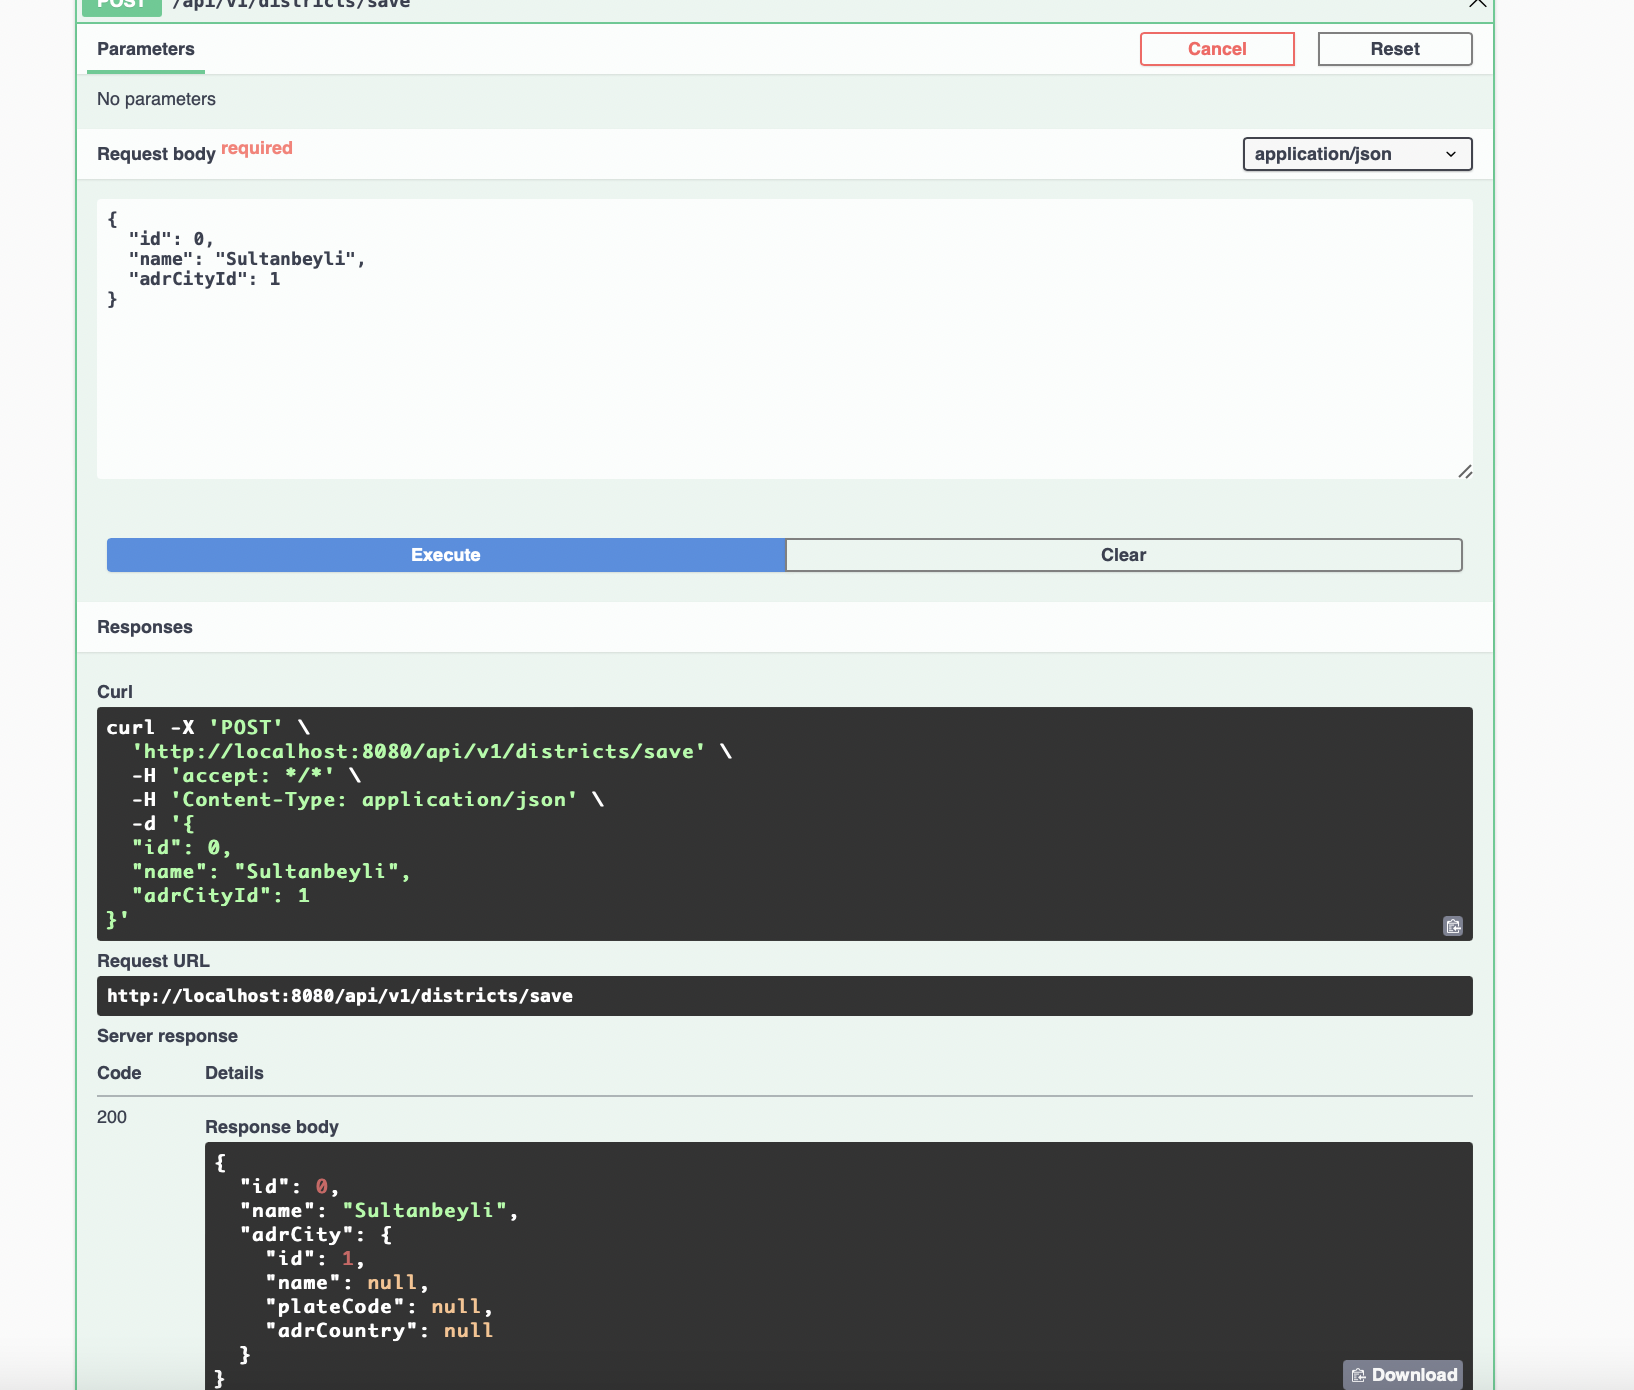 POST /api/v1/districts/save
Parameters
Cancel
Reset
No parameters
Request body required
application/json
{
  "id": 0,
  "name": "Sultanbeyli",
  "adrCityId": 1
}
Execute
Clear
Responses
Curl
curl -X 'POST' \
  'http://localhost:8080/api/v1/districts/save' \
  -H 'accept: */*' \
  -H 'Content-Type: application/json' \
  -d '{
  "id": 0,
  "name": "Sultanbeyli",
  "adrCityId": 1
}'
Request URL
http://localhost:8080/api/v1/districts/save
Server response
Code Details
200
Response body
{
  "id": 0,
  "name": "Sultanbeyli",
  "adrCity": {
    "id": 1,
    "name": null,
    "plateCode": null,
    "adrCountry": null
  }
}
Download